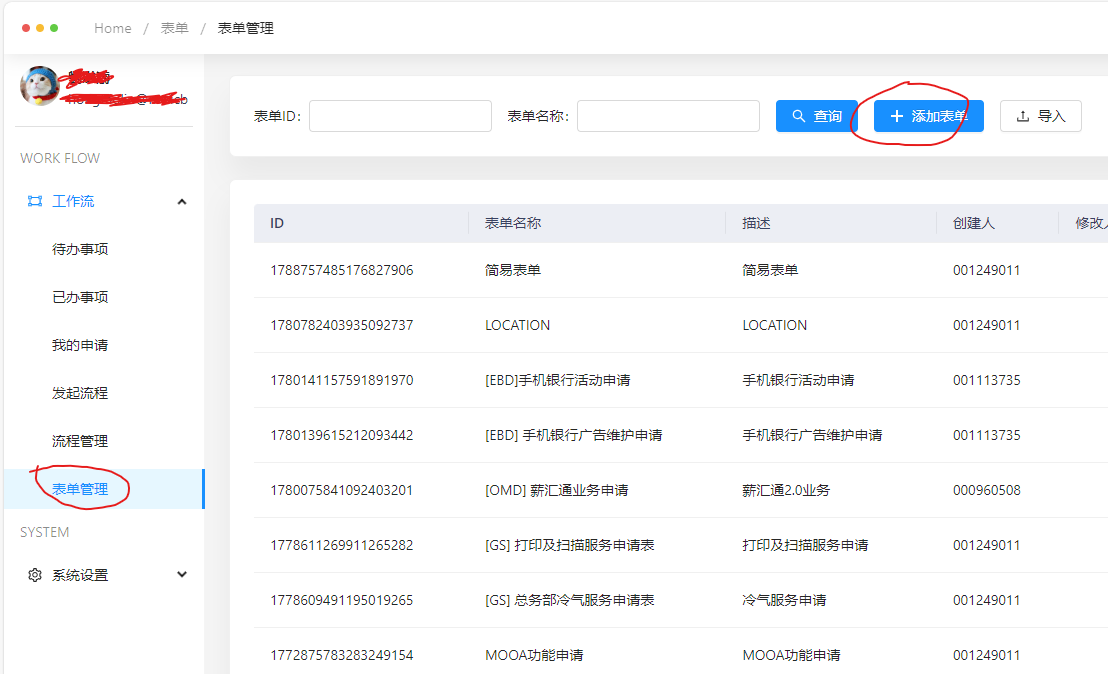 Home / 表单 / 表单管理
WORK FLOW
工作流
待办事项
已办事项
我的申请
发起流程
流程管理
表单管理
SYSTEM
系统设置
表单ID: 表单名称: 查询 添加表单 导入
ID 表单名称 描述 创建人
1788757485176827906 简易表单 简易表单 001249011
1780782403935092737 LOCATION LOCATION 001249011
1780141157591891970 [EBD]手机银行活动申请 手机银行活动申请 001113735
1780139615212093442 [EBD] 手机银行广告维护申请 手机银行广告维护申请 001113735
1780075841092403201 [OMD] 薪汇通业务申请 薪汇通2.0业务 000960508
1778611269911265282 [GS] 打印及扫描服务申请表 打印及扫描服务申请 001249011
1778609491195019265 [GS] 总务部冷气服务申请表 冷气服务申请 001249011
1772875783283249154 MOOA功能申请 MOOA功能申请 001249011